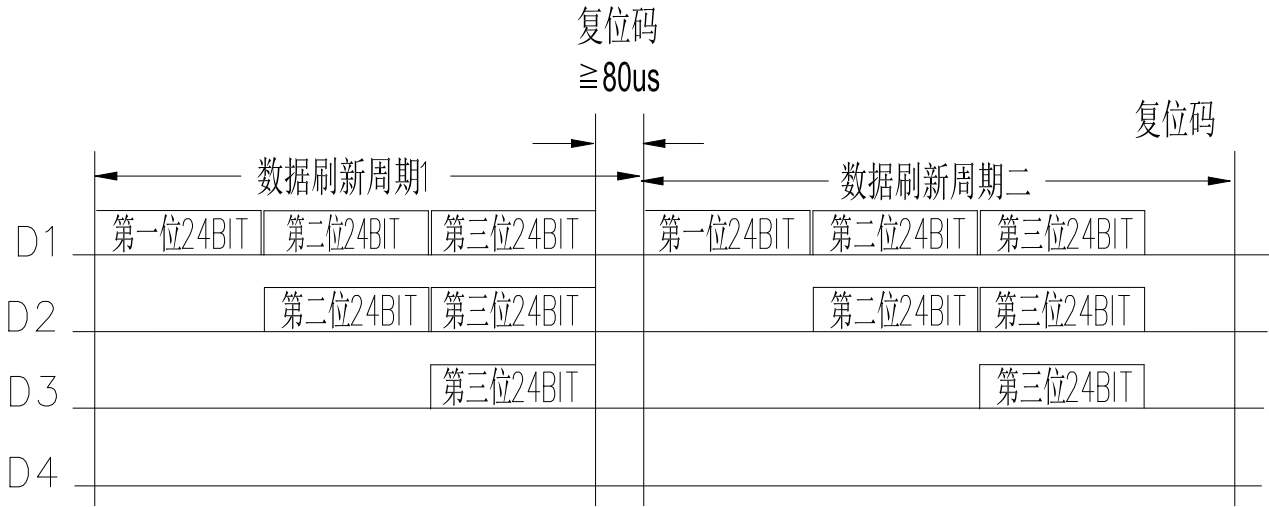 复位码
≧80us
复位码
数据刷新周期1
数据刷新周期二
D1 第一位24BIT 第二位24BIT 第三位24BIT 第一位24BIT 第二位24BIT 第三位24BIT
D2 第二位24BIT 第三位24BIT 第二位24BIT 第三位24BIT
D3 第三位24BIT 第三位24BIT
D4